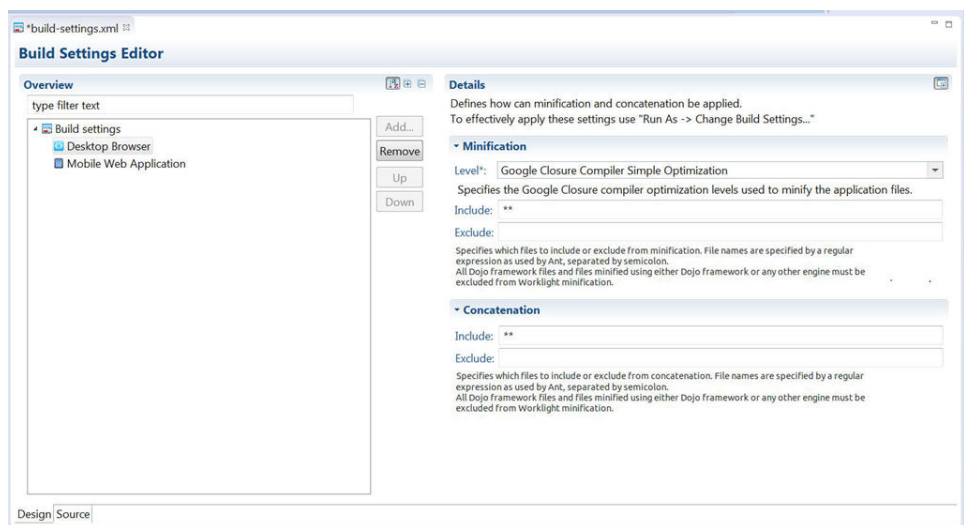 *build-settings.xml
Build Settings Editor
Overview
type filter text
Build settings
Desktop Browser
Mobile Web Application
Add...
Remove
Up
Down
Details
Defines how can minification and concatenation be applied.
To effectively apply these settings use "Run As -> Change Build Settings..."
Minification
Level*: Google Closure Compiler Simple Optimization
Specifies the Google Closure compiler optimization levels used to minify the application files.
Include: **
Exclude:
Specifies which files to include or exclude from minification. File names are specified by a regular
expression as used by Ant, separated by semicolon.
All Dojo framework files and files minified using either Dojo framework or any other engine must be
excluded from Worklight minification.
Concatenation
Include: **
Exclude:
Specifies which files to include or exclude from concatenation. File names are specified by a regular
expression as used by Ant, separated by semicolon.
All Dojo framework files and files minified using either Dojo framework or any other engine must be
excluded from Worklight minification.
Design Source